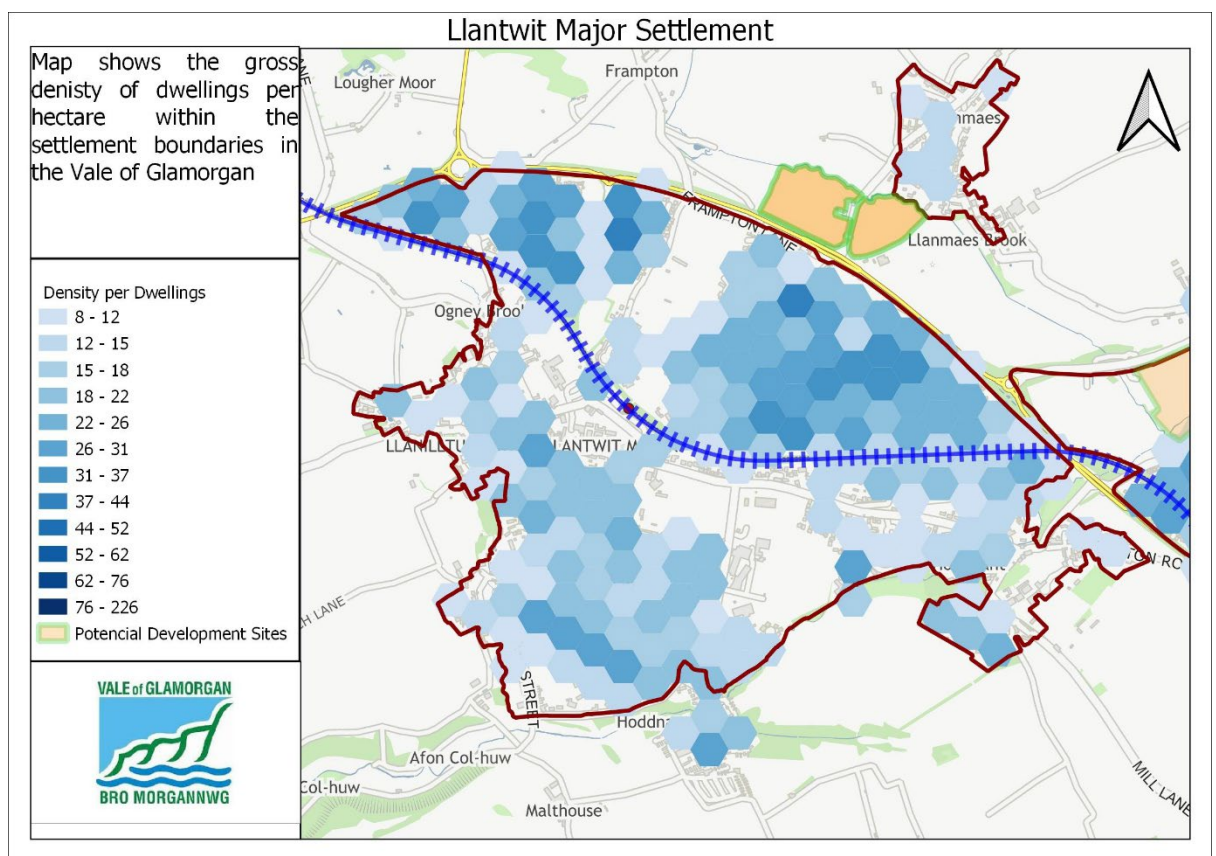 Llantwit Major Settlement
Map shows the gross
denisty of dwellings per
hectare within the
settlement boundaries in
the Vale of Glamorgan
Density per Dwellings
8 - 12
12 - 15
15 - 18
18 - 22
22 - 26
26 - 31
31 - 37
37 - 44
44 - 52
52 - 62
62 - 76
76 - 226
Potencial Development Sites
VALE of GLAMORGAN
BRO MORGANNWG
Lougher Moor
Frampton
FRAMPTON
Llanmaes Brook
Ogney Broo'
LANTWIT M
STREET
Afon Col-huw
Col-huw
Malthouse
MILL LANE
LANE